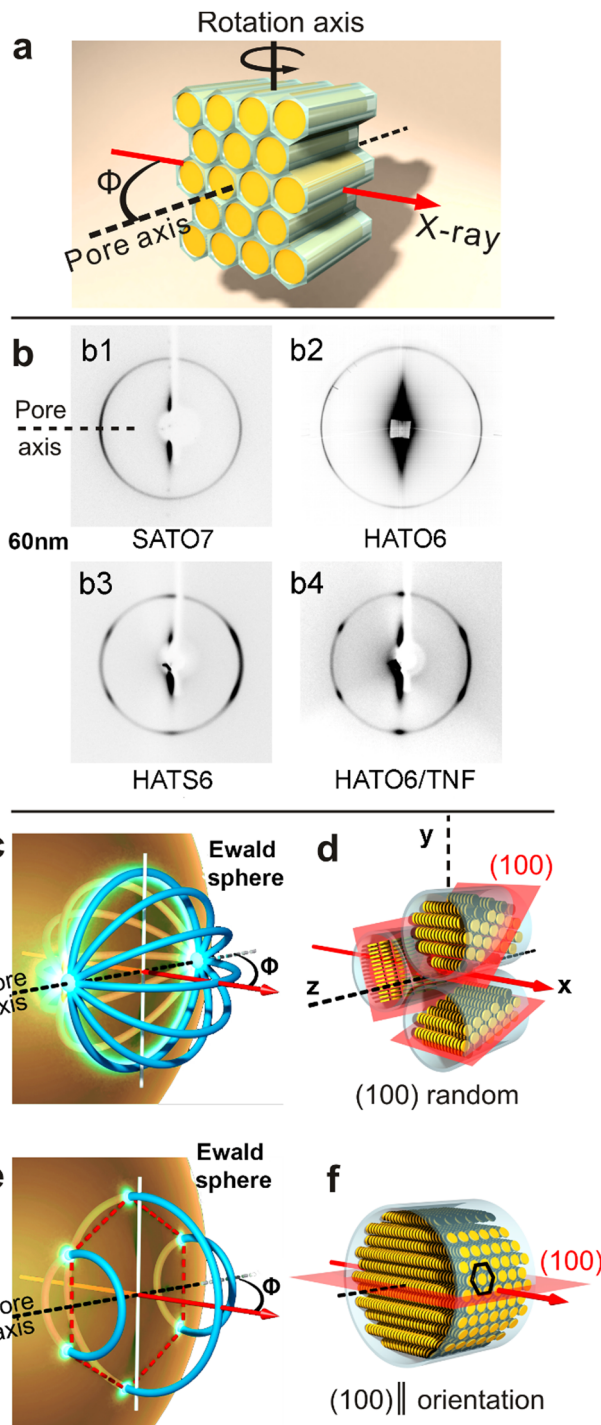 a
Rotation axis
Φ
Pore axis
X-ray
b
b1
b2
Pore
axis
60nm
SATO7
HATO6
b3
b4
HATS6
HATO6/TNF
c
Ewald
sphere
Φ
d
y
(100)
z
x
(100) random
e
Ewald
sphere
Φ
f
(100)
(100)∥ orientation